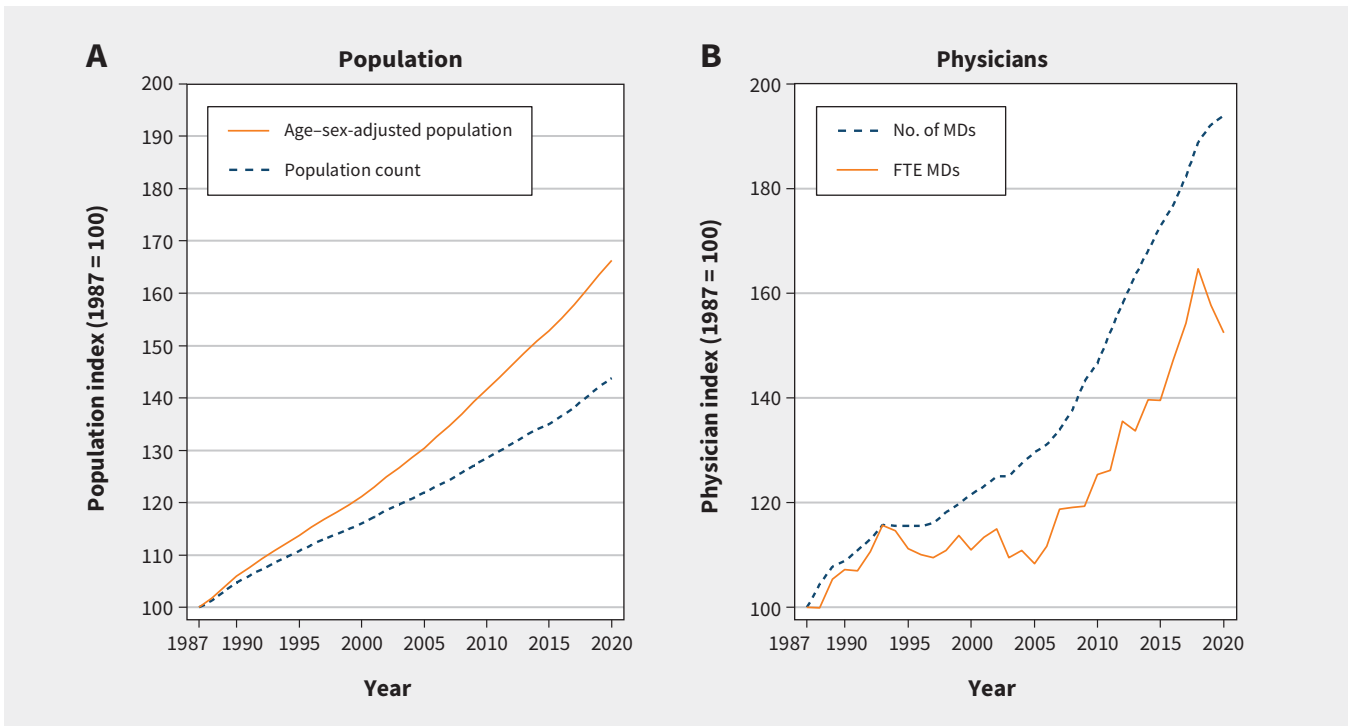 A
Population
200
190
180
170
160
150
140
130
120
110
100
Age–sex-adjusted population
Population count
Population index (1987 = 100)
1987 1990 1995 2000 2005 2010 2015 2020
Year
B
Physicians
200
180
160
140
120
100
No. of MDs
FTE MDs
Physician index (1987 = 100)
1987 1990 1995 2000 2005 2010 2015 2020
Year